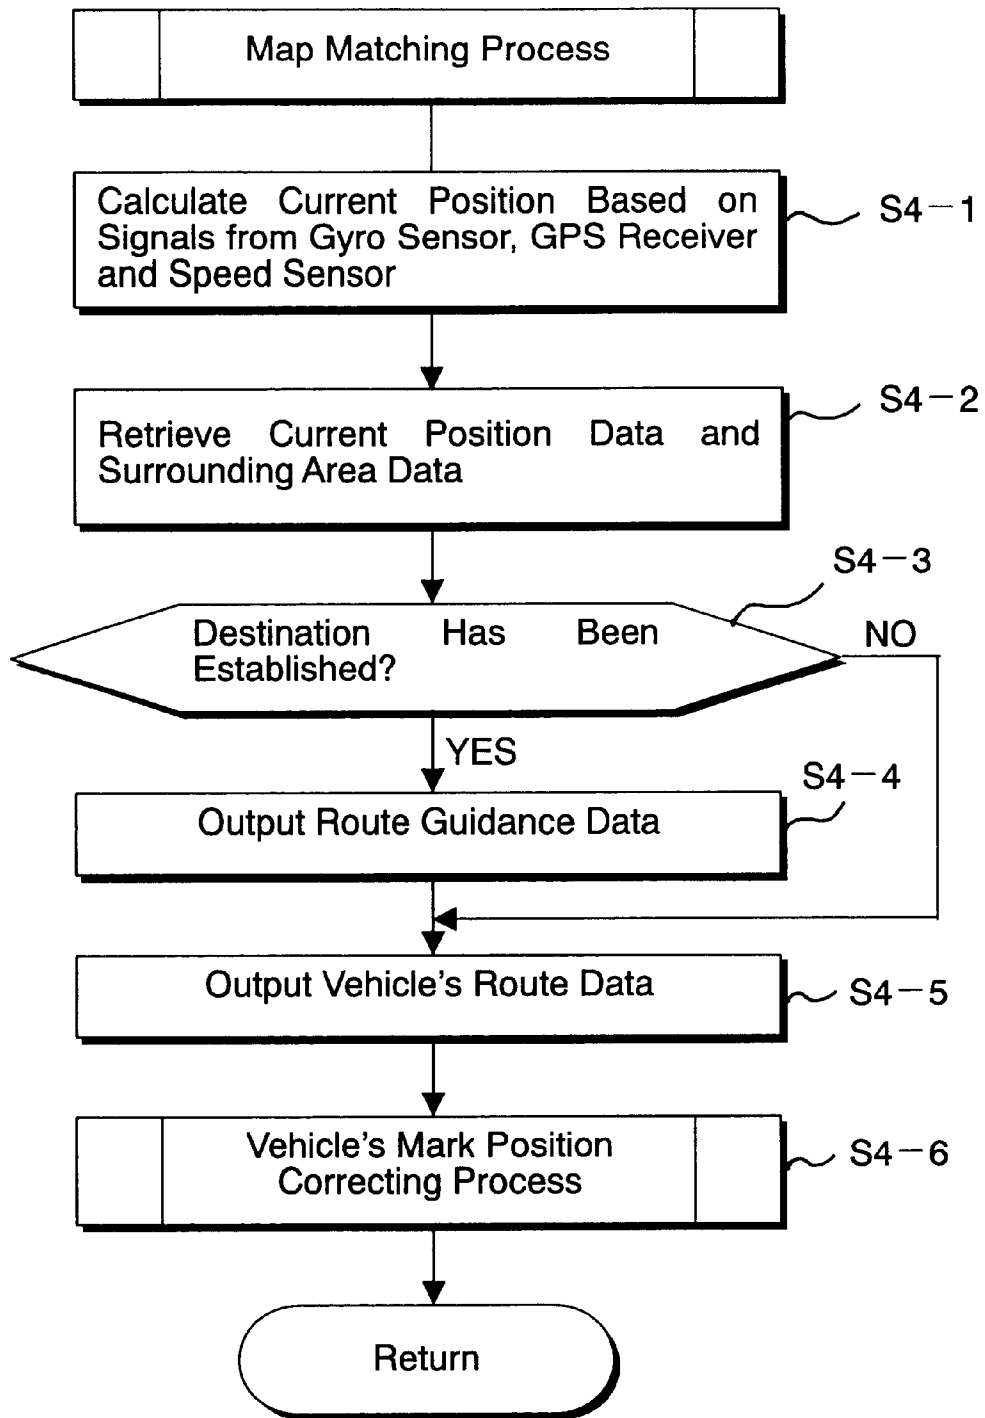 Map Matching Process
Calculate Current Position Based on
Signals from Gyro Sensor, GPS Receiver
and Speed Sensor
S4-1
Retrieve Current Position Data and
Surrounding Area Data
S4-2
Destination Has Been
Established?
S4-3
NO
YES
Output Route Guidance Data
S4-4
Output Vehicle's Route Data
S4-5
Vehicle's Mark Position
Correcting Process
S4-6
Return